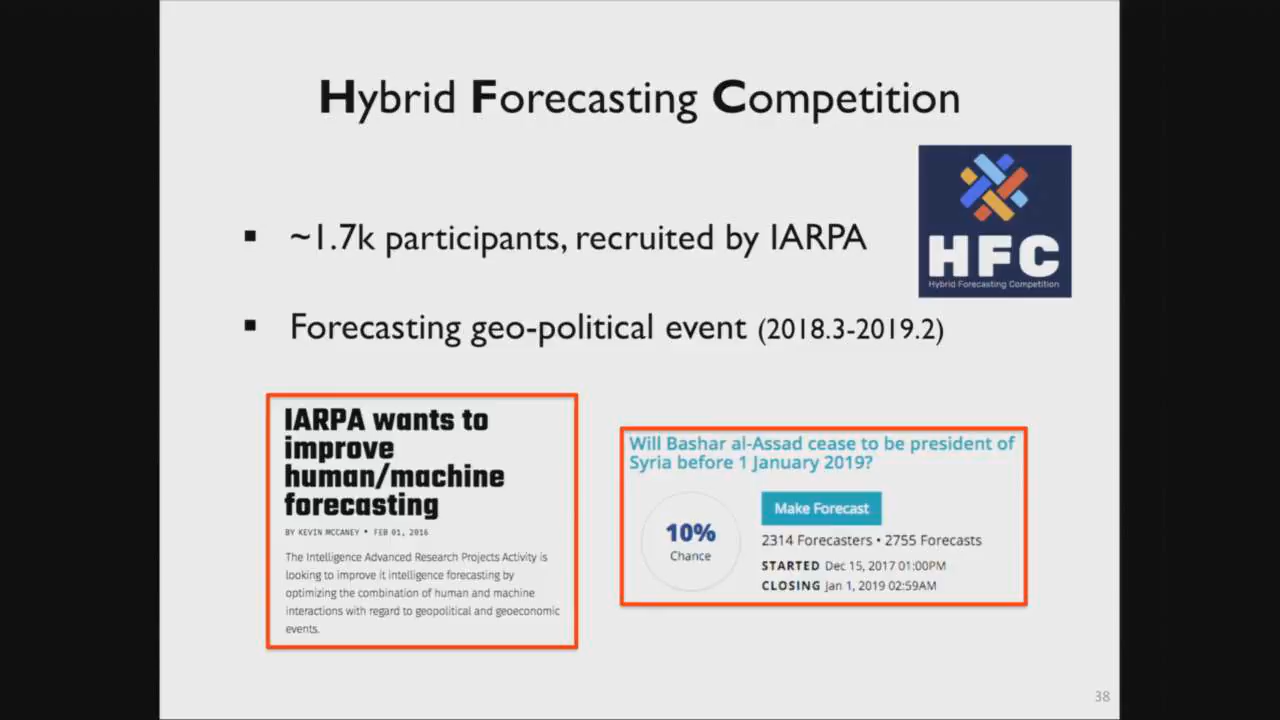 Hybrid Forecasting Competition
HFC
Hybrid Forecasting Competition
▪ ~1.7k participants, recruited by IARPA
▪ Forecasting geo-political event (2018.3-2019.2)
IARPA wants to
improve
human/machine
forecasting
BY KEVIN MCCANEY • FEB 01, 2016
The Intelligence Advanced Research Projects Activity is
looking to improve it intelligence forecasting by
optimizing the combination of human and machine
interactions with regard to geopolitical and geoeconomic
events.
Will Bashar al-Assad cease to be president of
Syria before 1 January 2019?
10%
Chance
Make Forecast
2314 Forecasters • 2755 Forecasts
STARTED Dec 15, 2017 01:00PM
CLOSING Jan 1, 2019 02:59AM
38